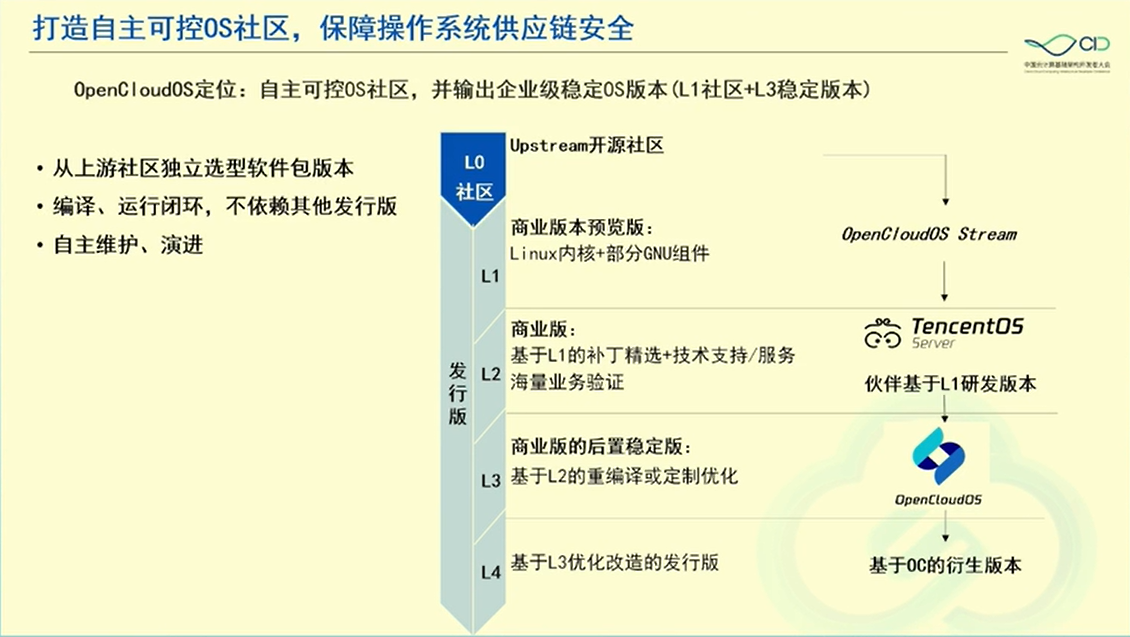 打造自主可控OS社区，保障操作系统供应链安全
CID
中国云计算基础架构开发者大会
OpenCloudOS定位：自主可控OS社区，并输出企业级稳定OS版本(L1社区+L3稳定版本)
• 从上游社区独立选型软件包版本
• 编译、运行闭环，不依赖其他发行版
• 自主维护、演进
L0
社区
Upstream开源社区
发行版
L1
商业版本预览版：
Linux内核+部分GNU组件
OpenCloudOS Stream
L2
商业版：
基于L1的补丁精选+技术支持/服务
海量业务验证
TencentOS
Server
伙伴基于L1研发版本
L3
商业版的后置稳定版：
基于L2的重编译或定制优化
OpenCloudOS
L4
基于L3优化改造的发行版
基于OC的衍生版本